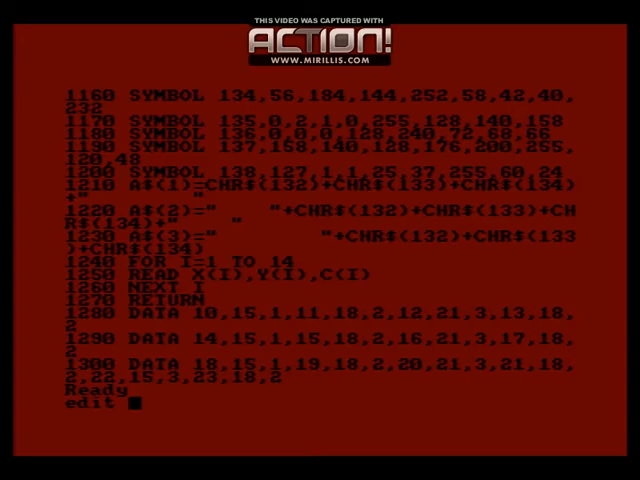 THIS VIDEO WAS CAPTURED WITH
ACTION!
WWW.MIRILLIS.COM
1160 SYMBOL 134,56,184,144,252,58,42,40,
232
1170 SYMBOL 135,0,2,1,0,255,128,140,158
1180 SYMBOL 136,0,0,0,128,240,72,68,66
1190 SYMBOL 137,158,140,128,176,200,255,
120,48
1200 SYMBOL 138,127,1,1,25,37,255,60,24
1210 A$(1)=CHR$(132)+CHR$(133)+CHR$(134)
+"          "
1220 A$(2)="     "+CHR$(132)+CHR$(133)+CH
R$(134)+"     "
1230 A$(3)="          "+CHR$(132)+CHR$(133
)+CHR$(134)
1240 FOR I=1 TO 14
1250 READ X(I),Y(I),C(I)
1260 NEXT I
1270 RETURN
1280 DATA 10,15,1,11,18,2,12,21,3,13,18,
2
1290 DATA 14,15,1,15,18,2,16,21,3,17,18,
2
1300 DATA 18,15,1,19,18,2,20,21,3,21,18,
2,22,15,3,23,18,2
Ready
edit